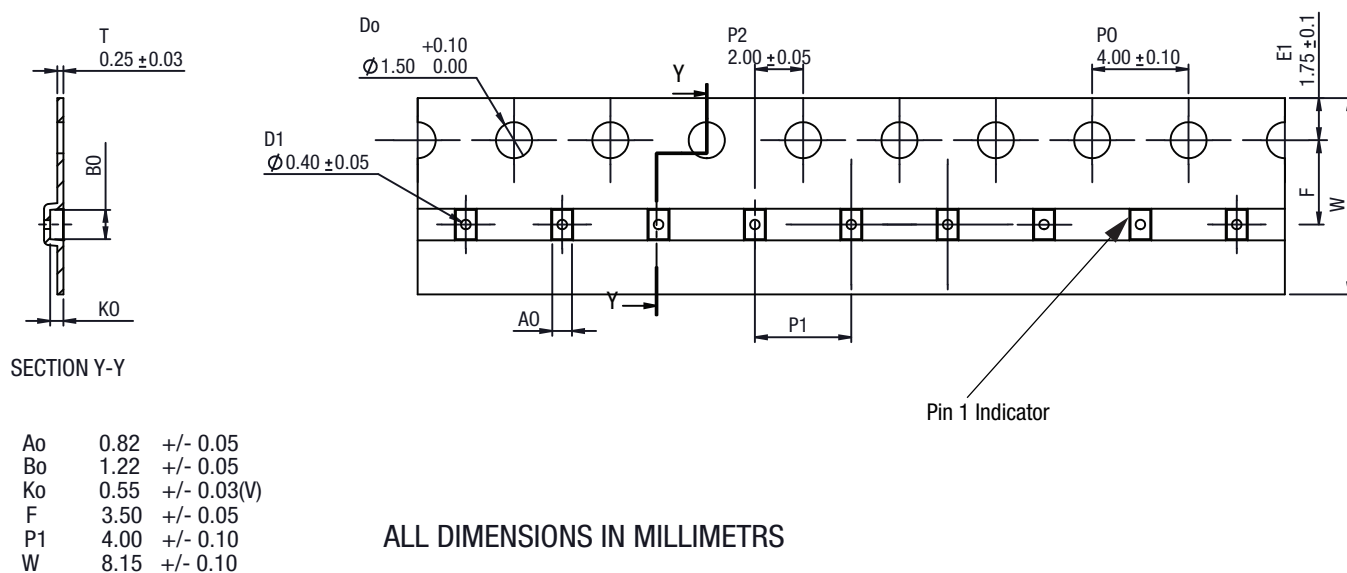 T
0.25 ±0.03
Do
+0.10
Ø 1.50 0.00
P2
2.00 ±0.05
P0
4.00 ±0.10
E1
1.75 ±0.1
Y
D1
Ø 0.40 ±0.05
B0
F
W
Y
K0
A0
P1
SECTION Y-Y
Pin 1 Indicator
Ao 0.82 +/- 0.05
Bo 1.22 +/- 0.05
Ko 0.55 +/- 0.03(V)
F 3.50 +/- 0.05
P1 4.00 +/- 0.10
W 8.15 +/- 0.10
ALL DIMENSIONS IN MILLIMETRS